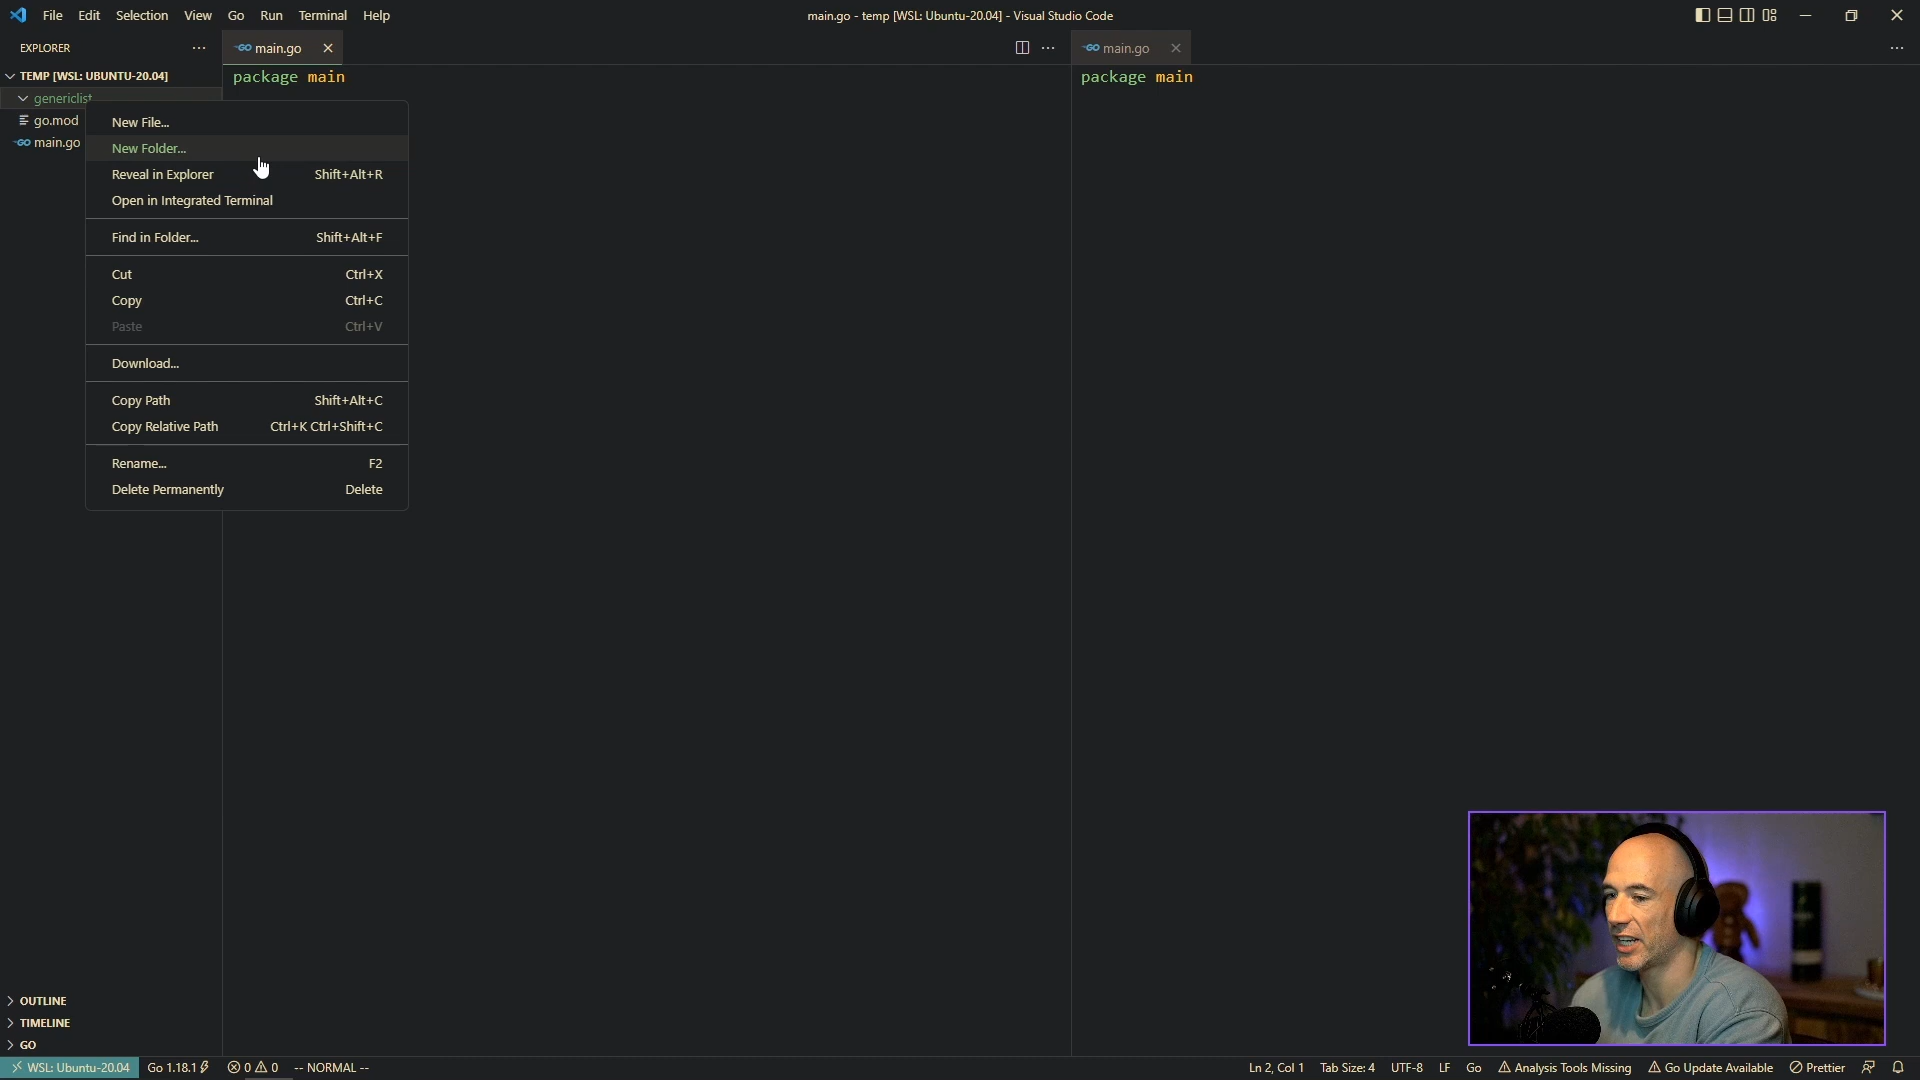 File Edit Selection View Go Run Terminal Help
main.go - temp [WSL: Ubuntu-20.04] - Visual Studio Code
EXPLORER
GO main.go
GO main.go
TEMP [WSL: UBUNTU-20.04]
package main
package main
genericlist
go.mod
GO main.go
New File...
New Folder...
Reveal in Explorer Shift+Alt+R
Open in Integrated Terminal
Find in Folder... Shift+Alt+F
Cut Ctrl+X
Copy Ctrl+C
Paste Ctrl+V
Download...
Copy Path Shift+Alt+C
Copy Relative Path Ctrl+K Ctrl+Shift+C
Rename... F2
Delete Permanently Delete
OUTLINE
TIMELINE
GO
WSL: Ubuntu-20.04 Go 1.18.1 0 0 -- NORMAL -- Ln 2, Col 1 Tab Size: 4 UTF-8 LF Go Analysis Tools Missing Go Update Available Prettier